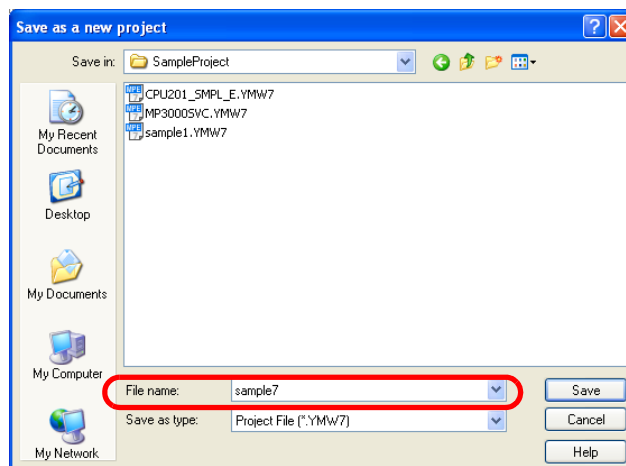 Save as a new project
Save in: SampleProject
CPU201_SMPL_E.YMW7
MP3000SVC.YMW7
sample1.YMW7
My Recent
Documents
Desktop
My Documents
My Computer
My Network
File name: sample7 Save
Save as type: Project File (*.YMW7) Cancel
Help